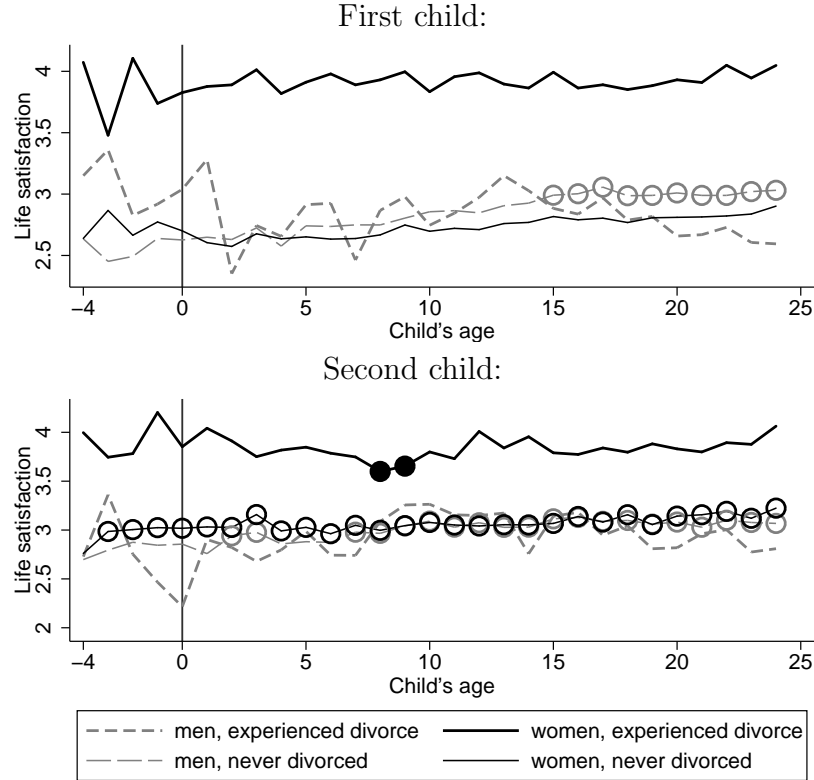 First child:
Life satisfaction
4
3.5
3
2.5
−4 0 5 10 15 20 25
Child's age
Second child:
Life satisfaction
4
3.5
3
2.5
2
−4 0 5 10 15 20 25
Child's age
men, experienced divorce women, experienced divorce
men, never divorced women, never divorced